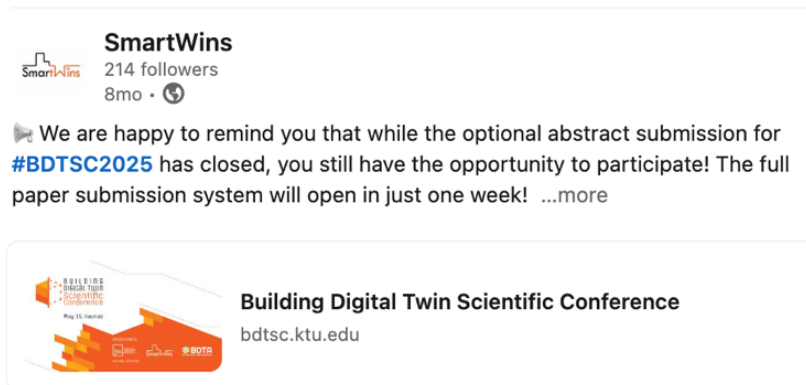 SmartWins
SmartWins
214 followers
8mo •
We are happy to remind you that while the optional abstract submission for
#BDTSC2025 has closed, you still have the opportunity to participate! The full
paper submission system will open in just one week! ...more
BUILDING
DIGITAL TWIN
Scientific
Conference
May 15, Kaunas
SmartWins
BDTA
Building Digital Twin Scientific Conference
bdtsc.ktu.edu